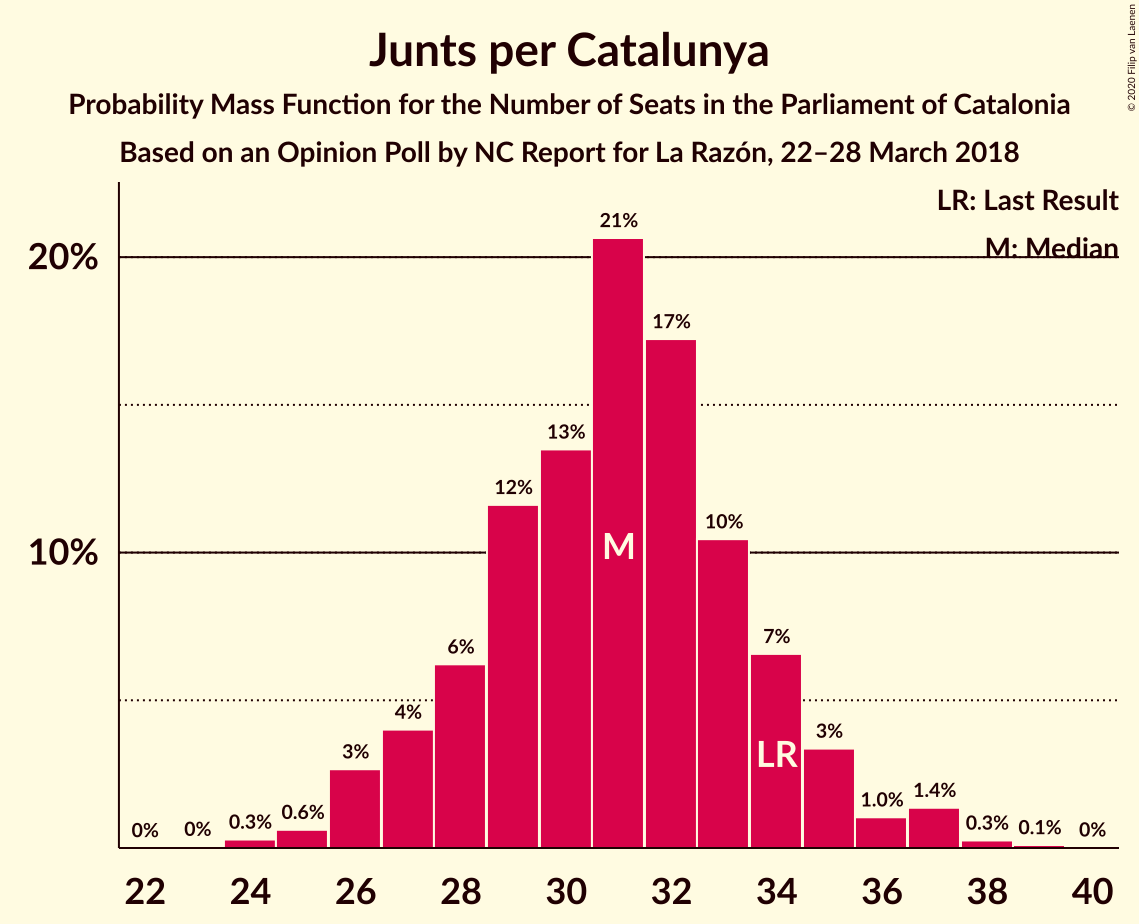 Junts per Catalunya
Probability Mass Function for the Number of Seats in the Parliament of Catalonia
Based on an Opinion Poll by NC Report for La Razón, 22–28 March 2018
© 2020 Filip van Laenen
LR: Last Result
M: Median
20%
10%
0%
0%
0.3%
0.6%
3%
4%
6%
12%
13%
21%
17%
10%
7%
3%
1.0%
1.4%
0.3%
0.1%
0%
M
LR
22 24 26 28 30 32 34 36 38 40